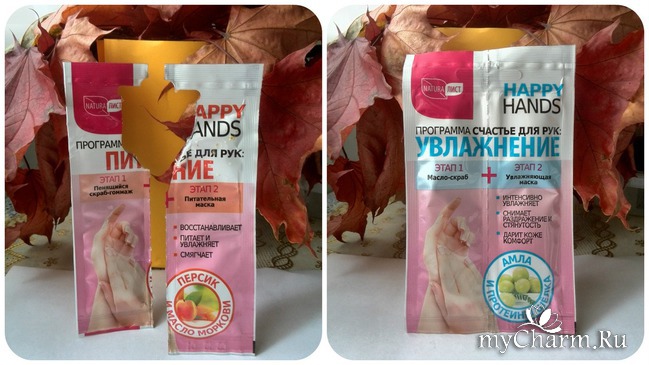 NATURA ЛИСТ
HAPPY
HANDS
ПРОГРАММА
СЧАСТЬЕ ДЛЯ РУК:
ЭТАП 1
Пенящийся
скраб-гоммаж
ЭТАП 2
Питательная
маска
ВОССТАНАВЛИВАЕТ
ПИТАЕТ И
УВЛАЖНЯЕТ
СМЯГЧАЕТ
ПЕРСИК
И МАСЛО МОРКОВИ
NATURA ЛИСТ
HAPPY
HANDS
ПРОГРАММА СЧАСТЬЕ ДЛЯ РУК:
УВЛАЖНЕНИЕ
ЭТАП 1
Масло-скраб
+
ЭТАП 2
Увлажняющая
маска
ИНТЕНСИВНО
УВЛАЖНЯЕТ
СНИМАЕТ
РАЗДРАЖЕНИЕ И
СТЯНУТОСТЬ
ДАРИТ КОЖЕ
КОМФОРТ
АМЛА
И ПРОТЕИНЫ
myCharm.Ru